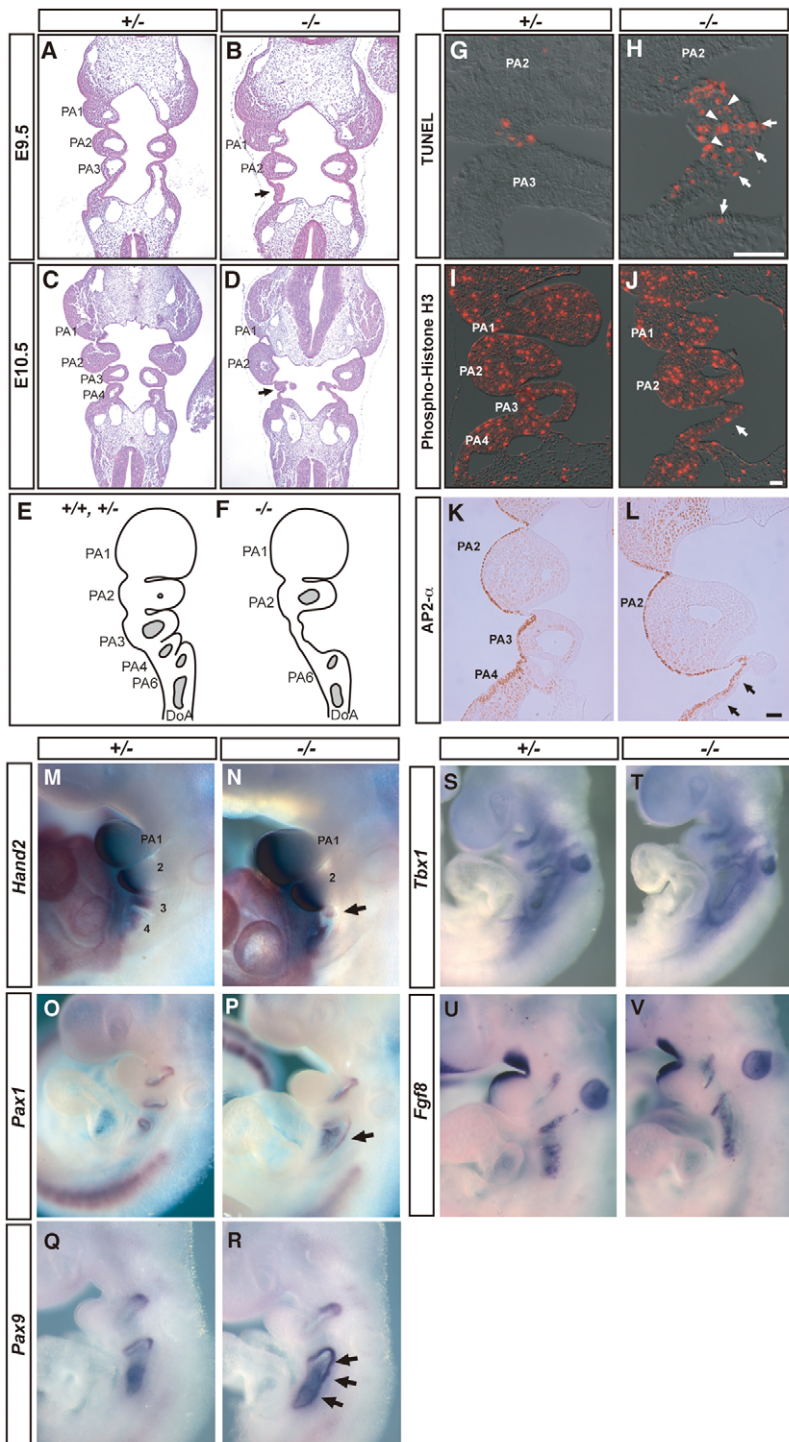 +/-
-/-
+/-
-/-
E9.5
A
PA1
PA2
PA3
B
PA1
PA2
TUNEL
G
PA2
PA3
H
PA2
E10.5
C
PA1
PA2
PA3
PA4
D
PA1
PA2
Phospho-Histone H3
I
PA1
PA2
PA3
PA4
J
PA1
PA2
E
+/+, +/-
PA1
PA2
PA3
PA4
PA6
DoA
F
-/-
PA1
PA2
PA6
DoA
AP2-α
K
PA2
PA3
PA4
L
PA2
+/-
-/-
+/-
-/-
Hand2
M
PA1
2
3
4
N
PA1
2
Tbx1
S
T
Pax1
O
P
Fgf8
U
V
Pax9
Q
R